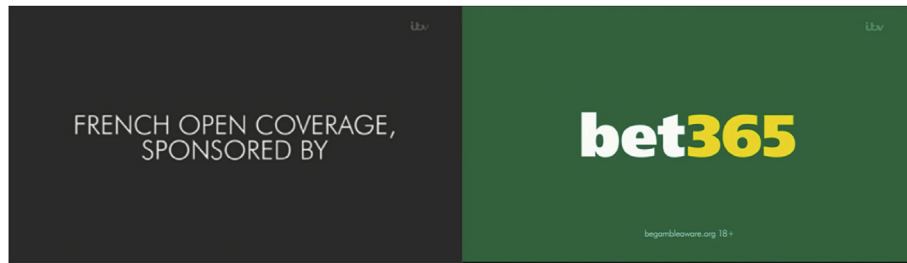 itv
FRENCH OPEN COVERAGE,
SPONSORED BY
itv
bet365
begambleaware.org 18+